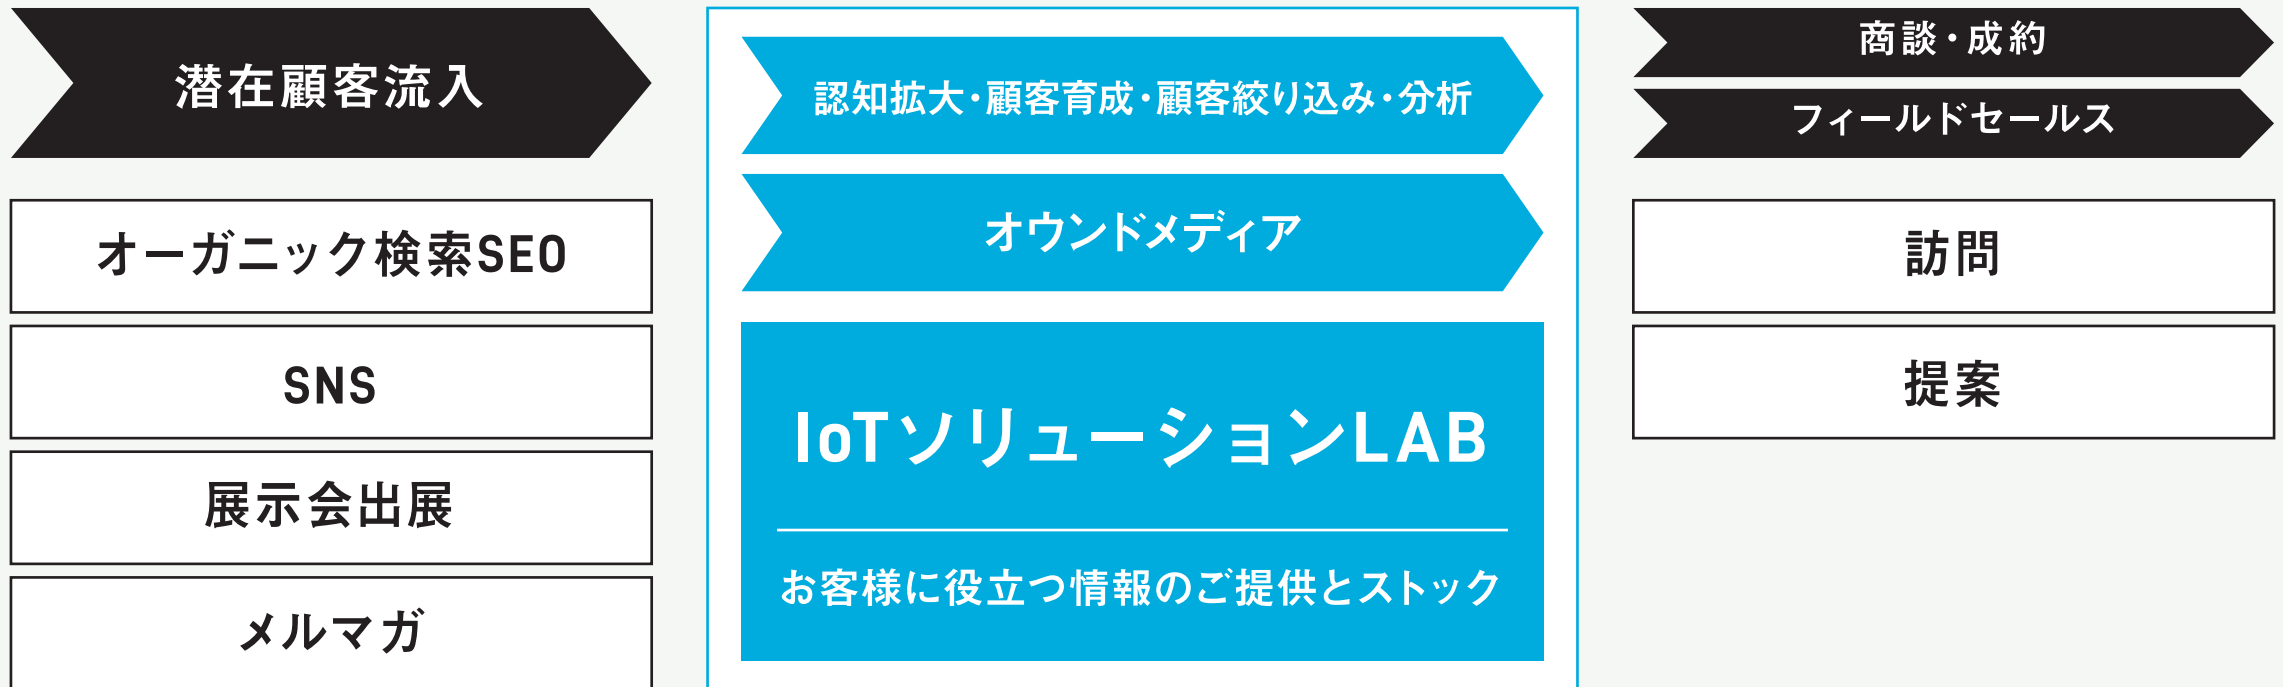 潜在顧客流入
オーガニック検索SEO
SNS
展示会出展
メルマガ
認知拡大・顧客育成・顧客絞り込み・分析
オウンドメディア
IoTソリューションLAB
お客様に役立つ情報のご提供とストック
商談・成約
フィールドセールス
訪問
提案